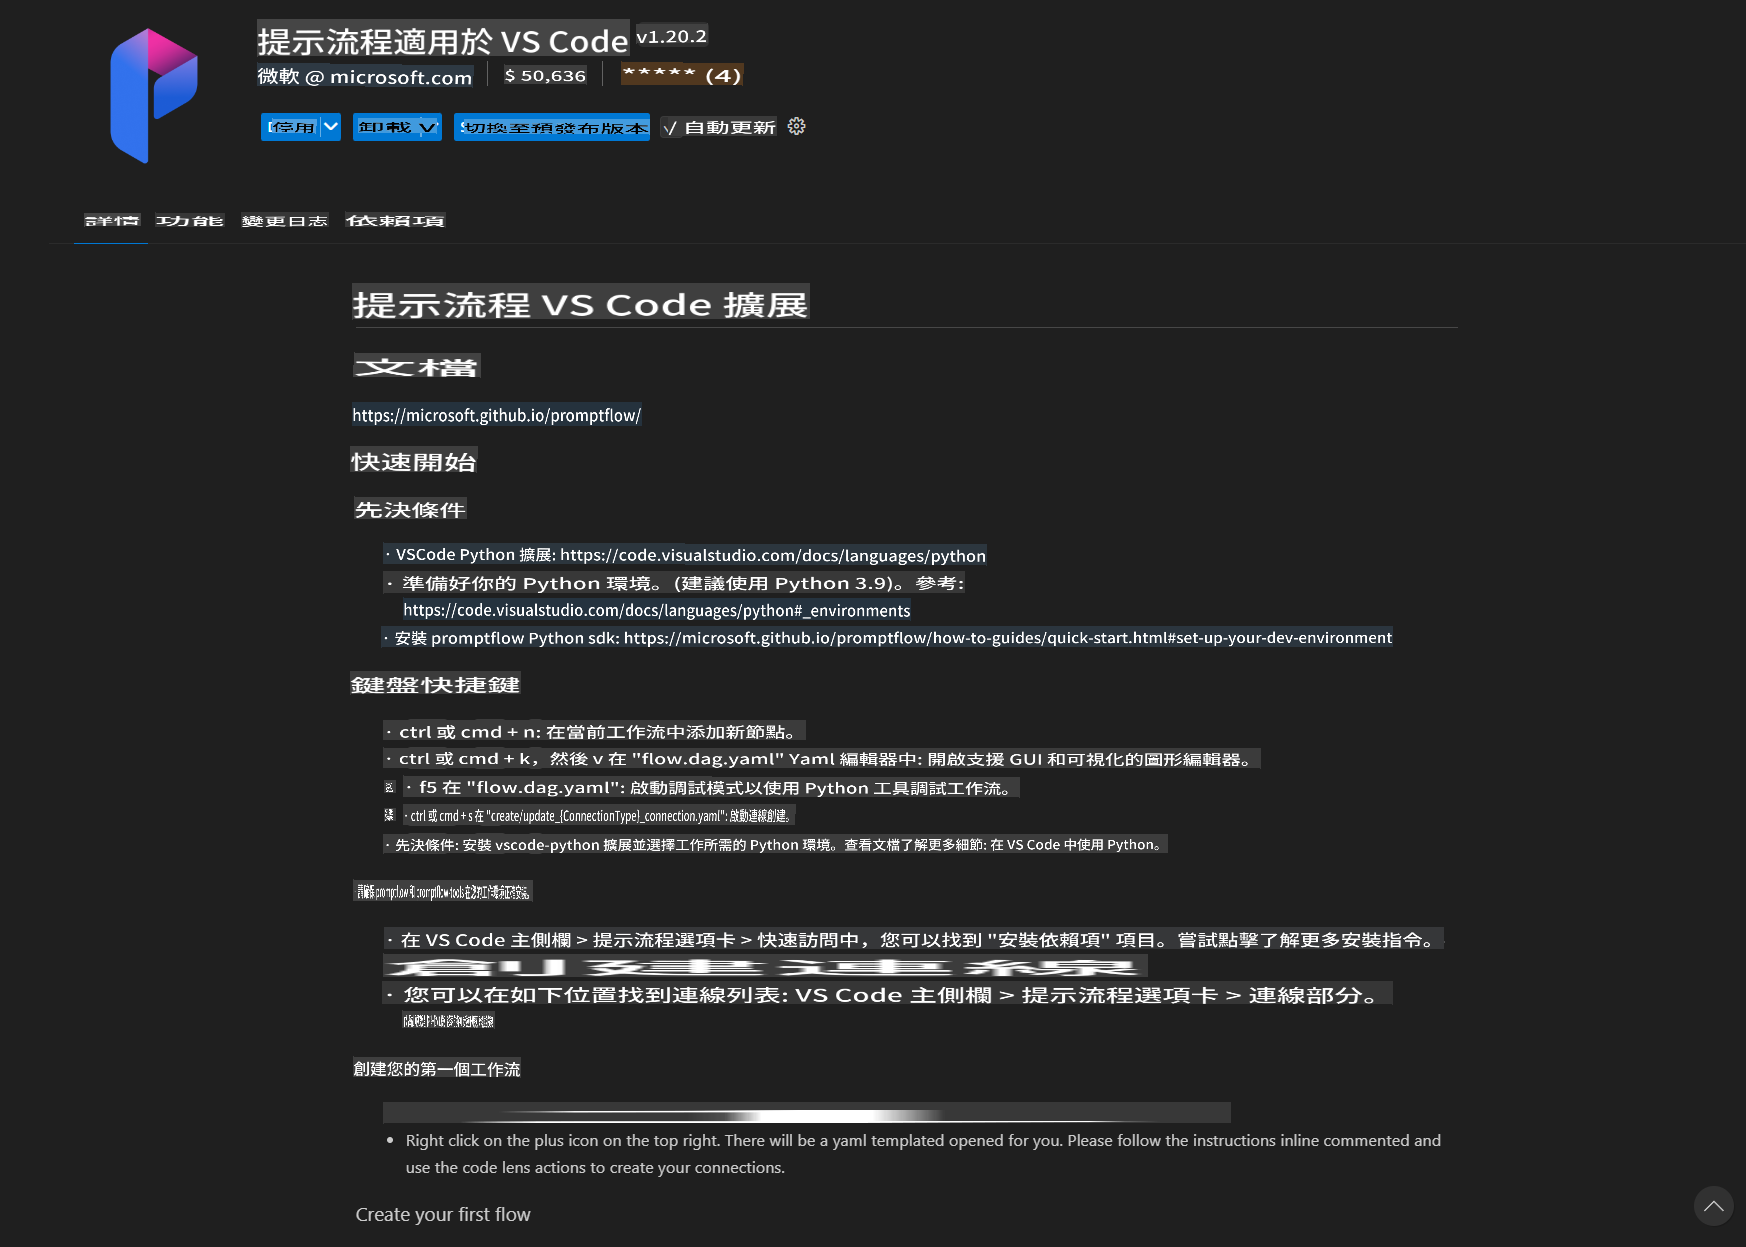 提示流程適用於 VS Code v1.20.2
微軟 @ microsoft.com $ 50,636 ***** (4)
停用 卸載 切換至預發布版本 √ 自動更新
詳情 功能 變更日志 依賴項
提示流程 VS Code 擴展
文檔
https://microsoft.github.io/promptflow/
快速開始
先決條件
· VSCode Python 擴展: https://code.visualstudio.com/docs/languages/python
· 準備好你的 Python 環境。(建議使用 Python 3.9)。參考:
https://code.visualstudio.com/docs/languages/python#_environments
· 安裝 promptflow Python sdk: https://microsoft.github.io/promptflow/how-to-guides/quick-start.html#set-up-your-dev-environment
鍵盤快捷鍵
· ctrl 或 cmd + n: 在當前工作流中添加新節點。
· ctrl 或 cmd + k，然後 v 在 "flow.dag.yaml" Yaml 編輯器中: 開啟支援 GUI 和可視化的圖形編輯器。
· f5 在 "flow.dag.yaml": 啟動調試模式以使用 Python 工具調試工作流。
· ctrl 或 cmd + s 在 "create/update_{ConnectionType}_connection.yaml": 啟動連線創建。
· 先決條件: 安裝 vscode-python 擴展並選擇工作所需的 Python 環境。查看文檔了解更多細節: 在 VS Code 中使用 Python。
promptflow 和 promptflow-tools
· 在 VS Code 主側欄 > 提示流程選項卡 > 快速訪問中，您可以找到 "安裝依賴項" 項目。嘗試點擊了解更多安裝指令。
創建連線
· 您可以在如下位置找到連線列表: VS Code 主側欄 > 提示流程選項卡 > 連線部分。
創建您的第一個工作流
• Right click on the plus icon on the top right. There will be a yaml templated opened for you. Please follow the instructions inline commented and
use the code lens actions to create your connections.
Create your first flow